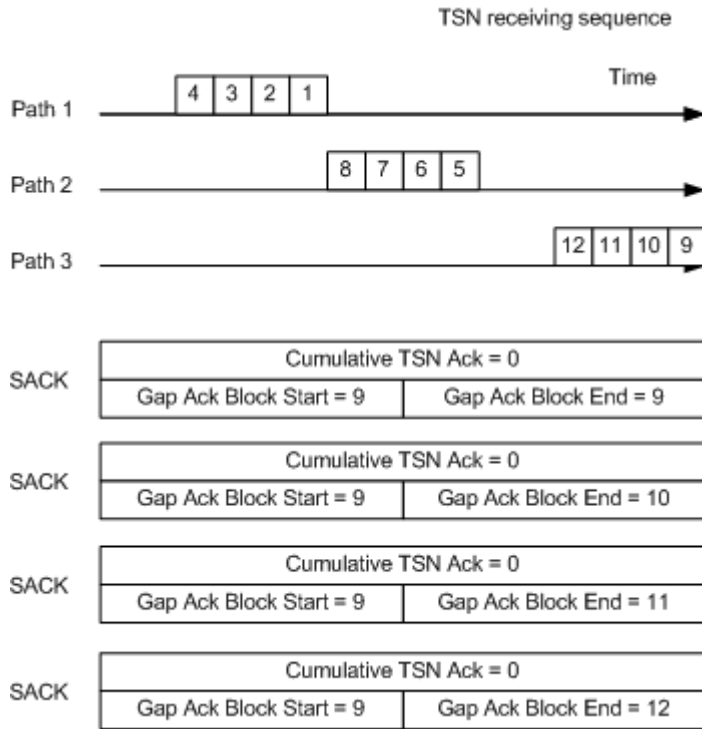 TSN receiving sequence
Time
Path 1
4 3 2 1
Path 2
8 7 6 5
Path 3
12 11 10 9
SACK
Cumulative TSN Ack = 0
Gap Ack Block Start = 9 Gap Ack Block End = 9
SACK
Cumulative TSN Ack = 0
Gap Ack Block Start = 9 Gap Ack Block End = 10
SACK
Cumulative TSN Ack = 0
Gap Ack Block Start = 9 Gap Ack Block End = 11
SACK
Cumulative TSN Ack = 0
Gap Ack Block Start = 9 Gap Ack Block End = 12